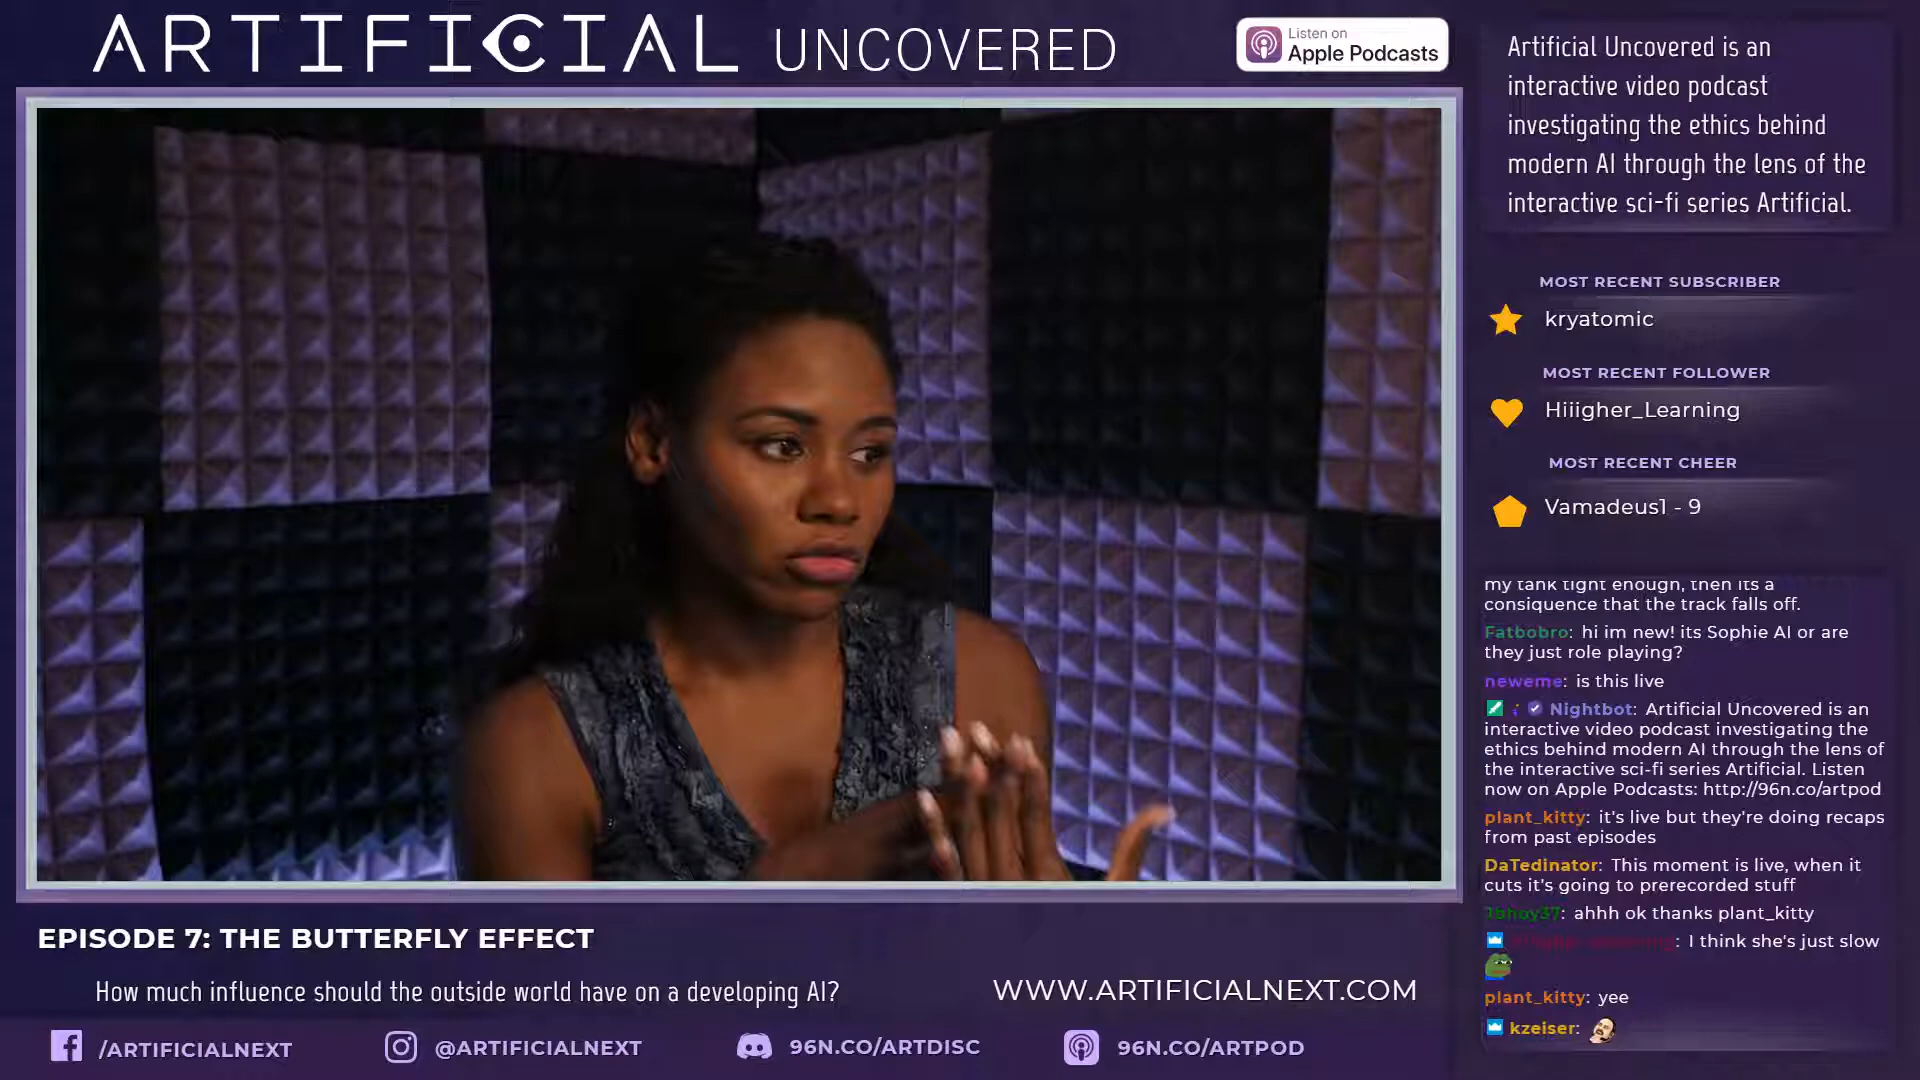 ARTIFICIAL UNCOVERED
Listen on
Apple Podcasts
Artificial Uncovered is an
interactive video podcast
investigating the ethics behind
modern AI through the lens of the
interactive sci-fi series Artificial.
MOST RECENT SUBSCRIBER
kryatomic
MOST RECENT FOLLOWER
Hiiigher_Learning
MOST RECENT CHEER
Vamadeus1 - 9
my tank tight enough, then its a
consiquence that the track falls off.
Fatbobro: hi im new! its Sophie AI or are
they just role playing?
neweme: is this live
Nightbot: Artificial Uncovered is an
interactive video podcast investigating the
ethics behind modern AI through the lens of
the interactive sci-fi series Artificial. Listen
now on Apple Podcasts: http://96n.co/artpod
plant_kitty: it's live but they're doing recaps
from past episodes
DaTedinator: This moment is live, when it
cuts it's going to prerecorded stuff
: ahhh ok thanks plant_kitty
: I think she's just slow
plant_kitty: yee
kzeiser:
EPISODE 7: THE BUTTERFLY EFFECT
How much influence should the outside world have on a developing AI?
WWW.ARTIFICIALNEXT.COM
/ARTIFICIALNEXT
@ARTIFICIALNEXT
96N.CO/ARTDISC
96N.CO/ARTPOD